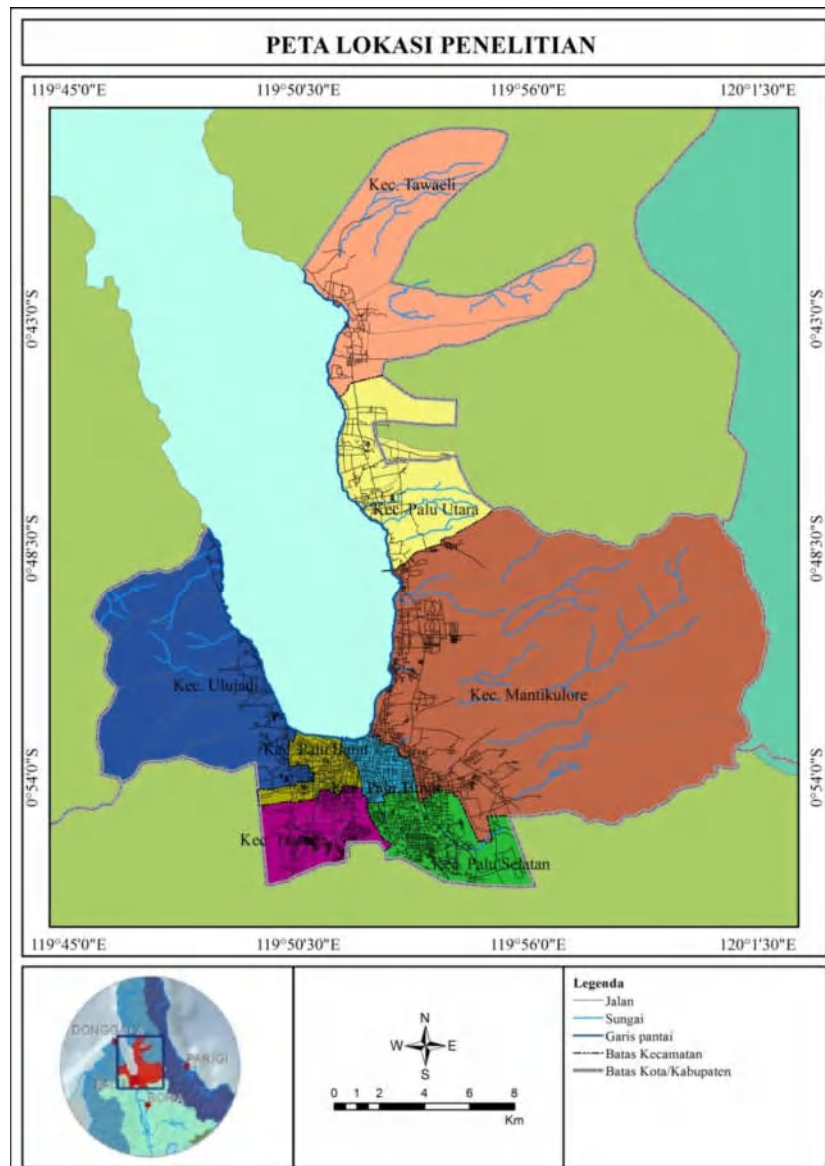 PETA LOKASI PENELITIAN
119°45'0"E 119°50'30"E 119°56'0"E 120°1'30"E
Kec. Tawaeli
0°43'0"S 0°43'0"S
Kec. Palu Utara
0°48'30"S 0°48'30"S
Kec. Ulujadi Kec. Mantikulore
Kec. Palu
0°54'0"S 0°54'0"S
Kec. Palu
Kec.
Kec. Palu Selatan
119°45'0"E 119°50'30"E 119°56'0"E 120°1'30"E
DONGGALA
PARIGI
N
W E
S
0 1 2 4 6 8
Km
Legenda
Jalan
Sungai
Garis pantai
Batas Kecamatan
Batas Kota/Kabupaten